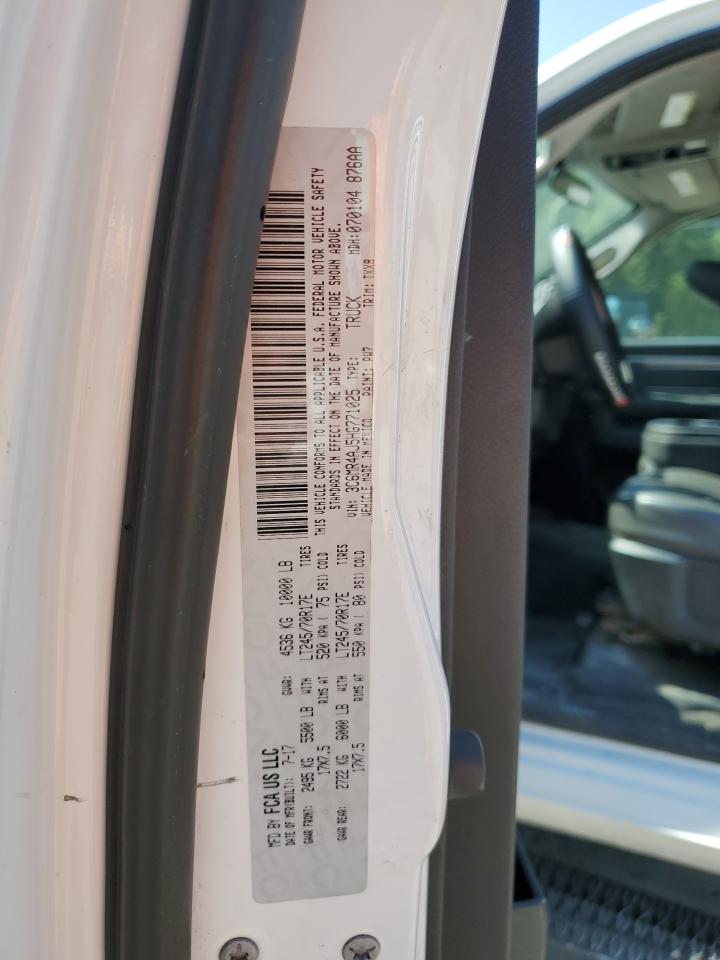 MFD BY FCA US LLC
DATE OF MFR(BUILT): 7-17 GVWR: 4536 KG 10000 LB
GAWR FRONT: 2495 KG 5500 LB WITH LT245/70R17E TIRES
17X7.5 RIMS AT 520 KPA ( 75 PSI) COLD
GAWR REAR: 2722 KG 6000 LB WITH LT245/70R17E TIRES
17X7.5 RIMS AT 550 KPA ( 80 PSI) COLD
THIS VEHICLE CONFORMS TO ALL APPLICABLE U.S.A. FEDERAL MOTOR VEHICLE SAFETY
STANDARDS IN EFFECT ON THE DATE OF MANUFACTURE SHOWN ABOVE.
VIN: 3C6MR4AJ5HG771025 TYPE: TRUCK MDH:070104 876AA
VEHICLE MADE IN MEXICO PAINT: PW7 TRIM: TXX8